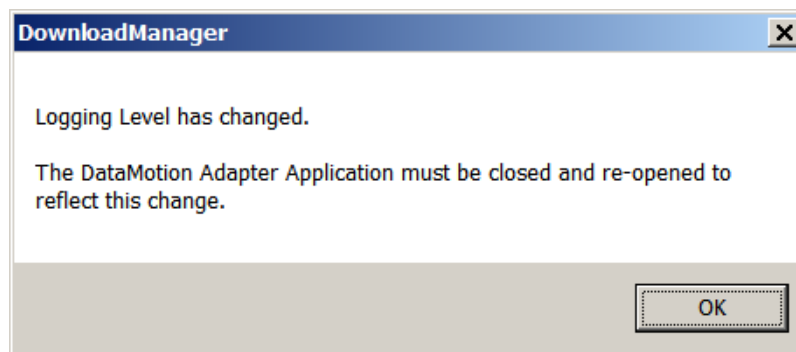 DownloadManager
Logging Level has changed.
The DataMotion Adapter Application must be closed and re-opened to
reflect this change.
OK